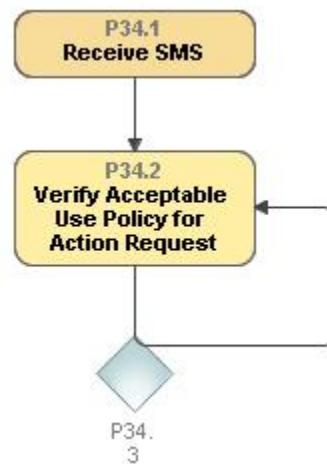 P34.1
Receive SMS
P34.2
Verify Acceptable
Use Policy for
Action Request
P34.
3